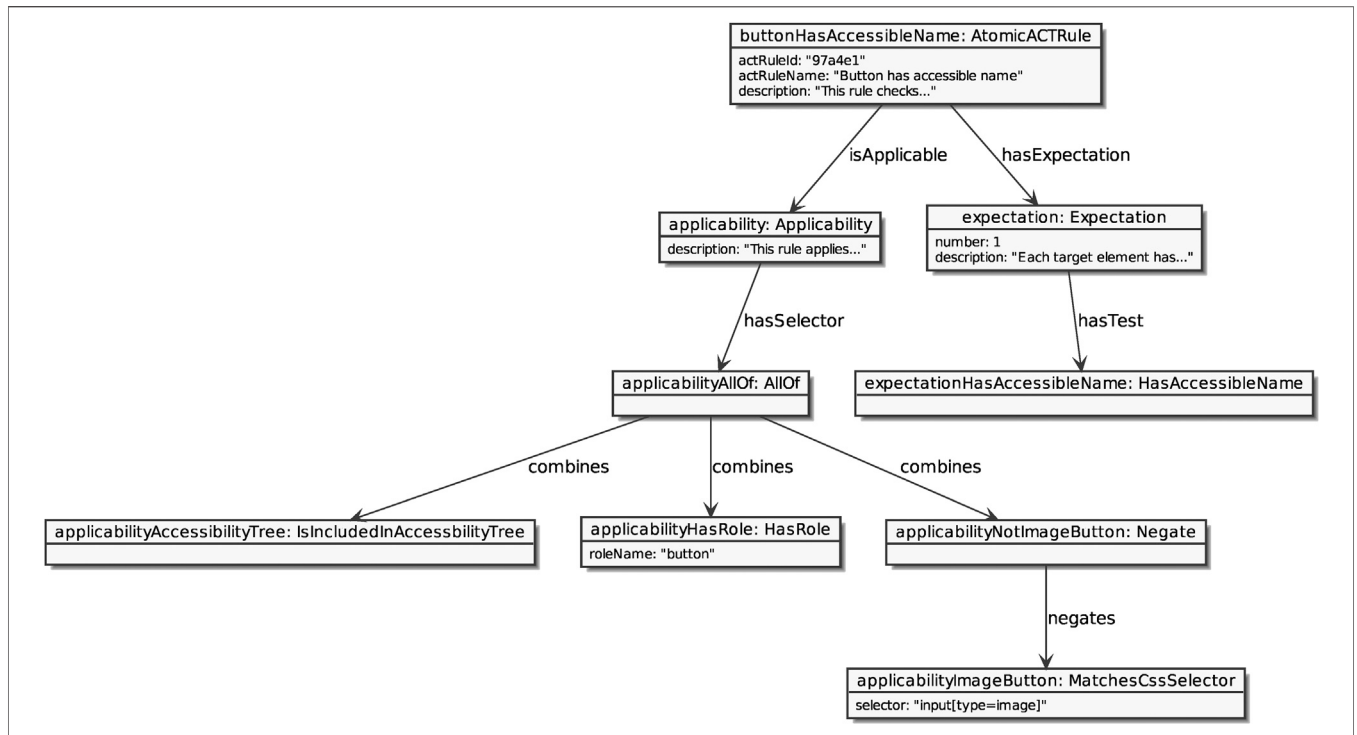 buttonHasAccessibleName: AtomicACTRule
actRuleId: "97a4e1"
actRuleName: "Button has accessible name"
description: "This rule checks..."
isApplicable
hasExpectation
applicability: Applicability
description: "This rule applies..."
expectation: Expectation
number: 1
description: "Each target element has..."
hasSelector
hasTest
applicabilityAllOf: AllOf
expectationHasAccessibleName: HasAccessibleName
combines
combines
combines
applicabilityAccessibilityTree: IsIncludedInAccessbilityTree
applicabilityHasRole: HasRole
roleName: "button"
applicabilityNotImageButton: Negate
negates
applicabilityImageButton: MatchesCssSelector
selector: "input[type=image]"